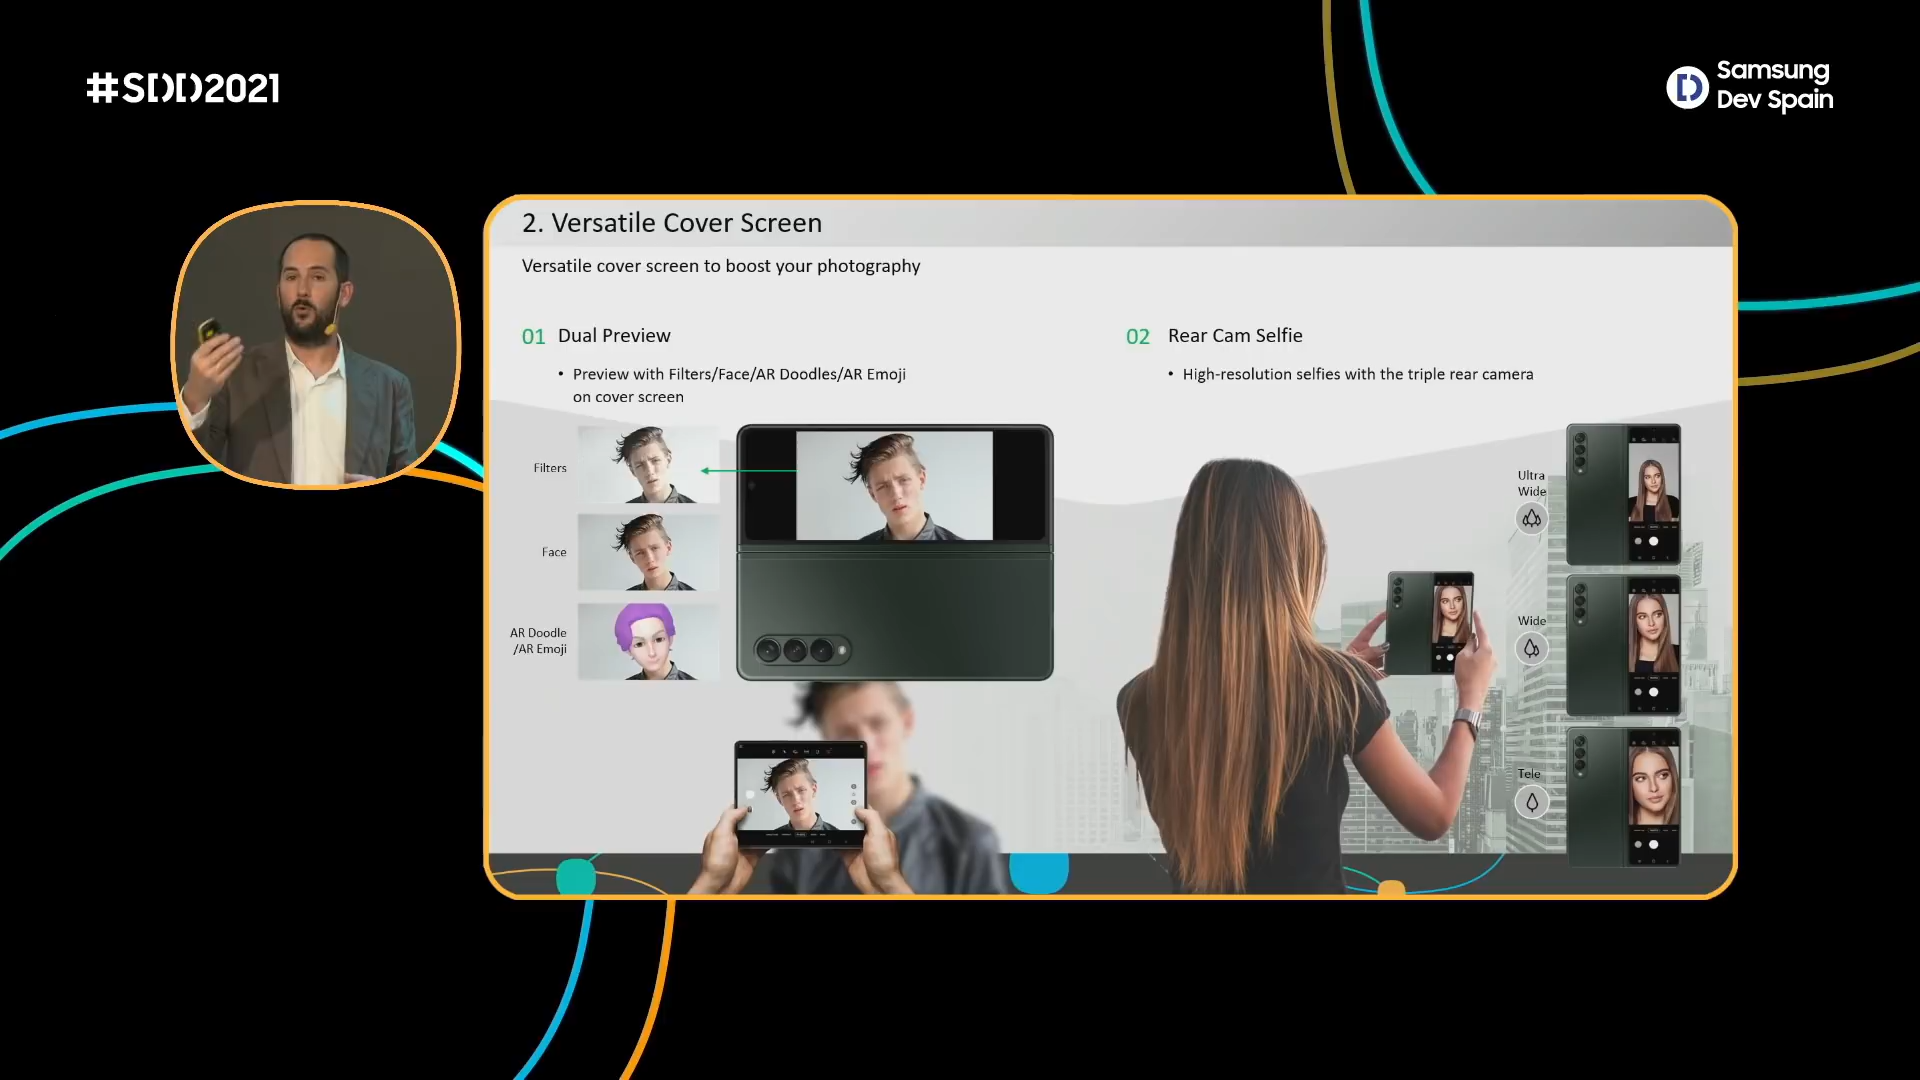 #SDD2021
Samsung
Dev Spain
2. Versatile Cover Screen
Versatile cover screen to boost your photography
01 Dual Preview
• Preview with Filters/Face/AR Doodles/AR Emoji
on cover screen
Filters
Face
AR Doodle
/AR Emoji
02 Rear Cam Selfie
• High-resolution selfies with the triple rear camera
Ultra
Wide
Wide
Tele